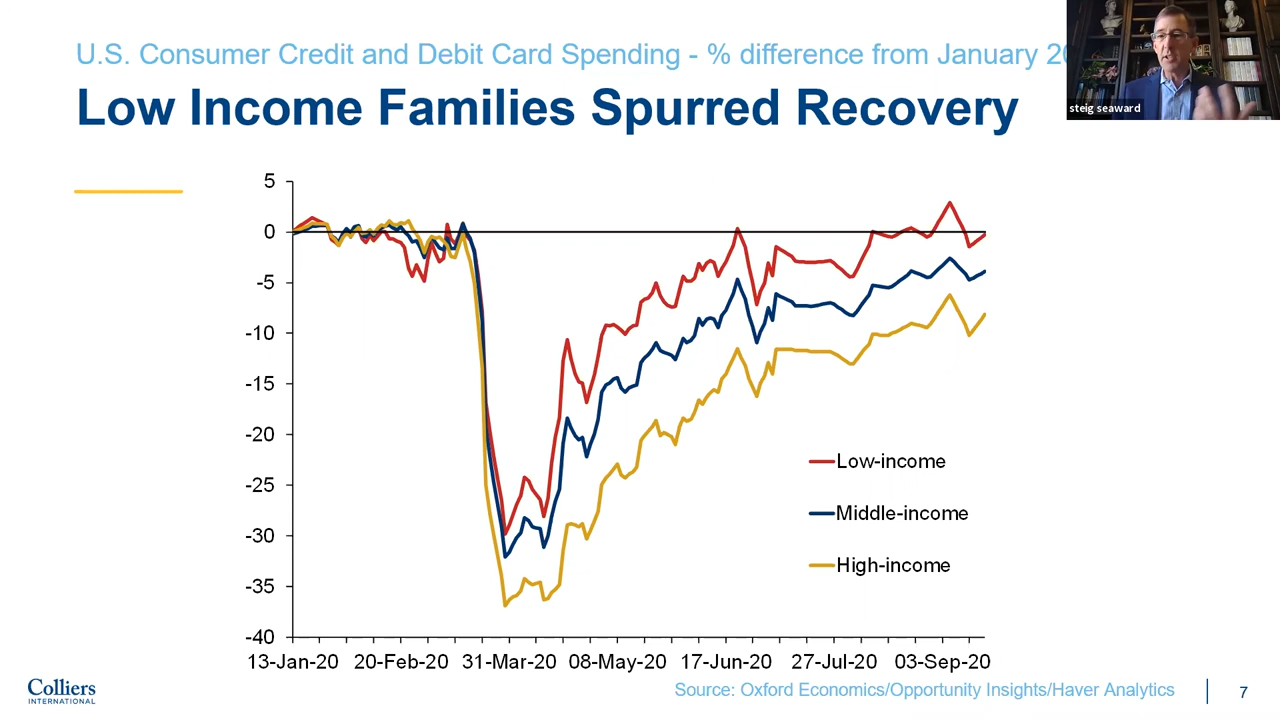 U.S. Consumer Credit and Debit Card Spending - % difference from January
Low Income Families Spurred Recovery
steig seaward
5
0
-5
-10
-15
-20
-25
-30
-35
-40
Low-income
Middle-income
High-income
13-Jan-20 20-Feb-20 31-Mar-20 08-May-20 17-Jun-20 27-Jul-20 03-Sep-20
Colliers
INTERNATIONAL
Source: Oxford Economics/Opportunity Insights/Haver Analytics
7